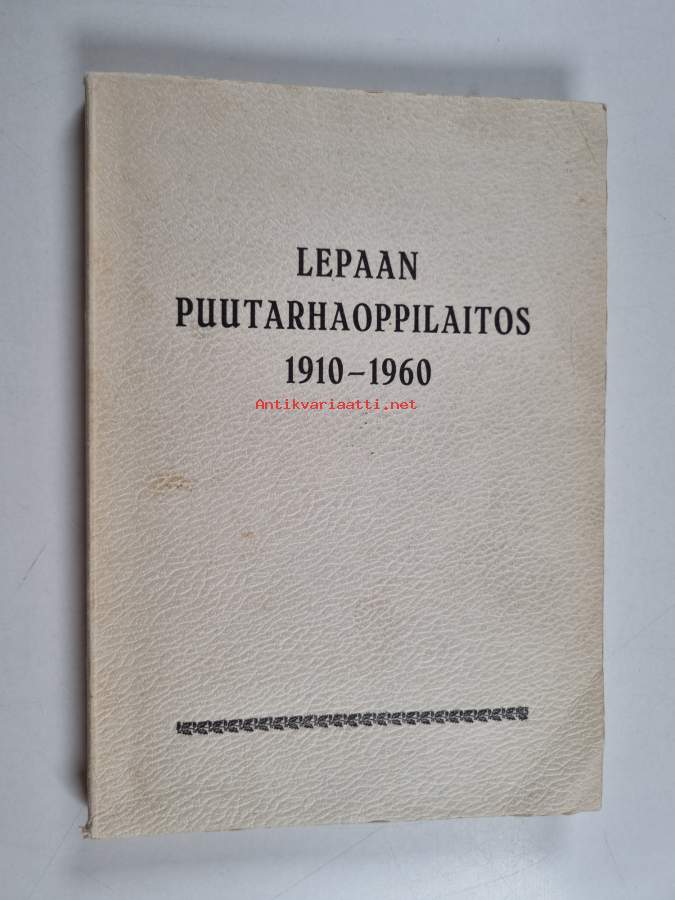 LEPAAN
PUUTARHAOPPILAITOS
1910–1960
Antikvariaatti.net